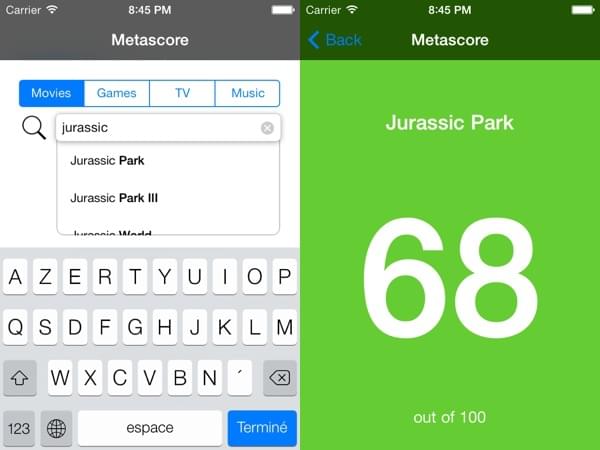 Carrier 8:45 PM
Metascore
Movies Games TV Music
jurassic
Jurassic Park
Jurassic Park III
Jurassic World
A Z E R T Y U I O P
Q S D F G H J K L M
W X C V B N ´
123 espace Terminé
Carrier 8:45 PM
Back Metascore
Jurassic Park
68
out of 100